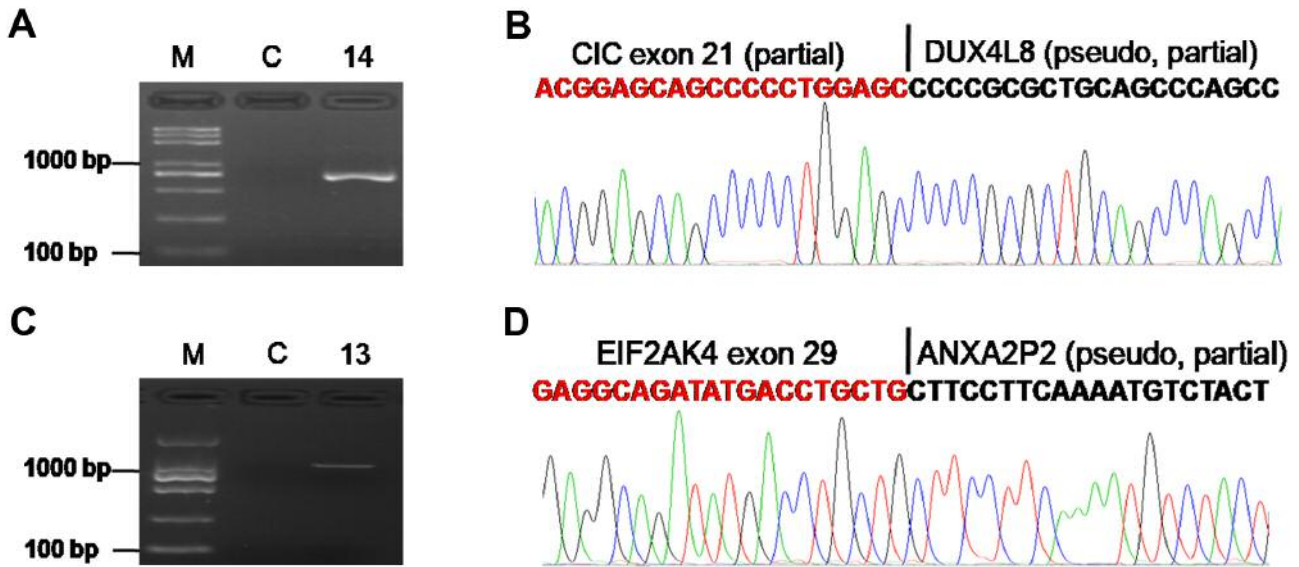 A
M C 14
1000 bp
100 bp
B
CIC exon 21 (partial) DUX4L8 (pseudo, partial)
ACGGAGCAGCCCCCTGGAGCCCCCGCGCTGCAGCCCAGCC
C
M C 13
1000 bp
100 bp
D
EIF2AK4 exon 29 ANXA2P2 (pseudo, partial)
GAGGCAGATATGACCTGCTGCTTCCTTCAAAATGTCTACT